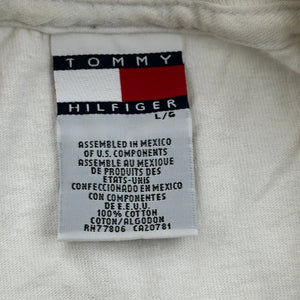 TOMMY
HILFIGER
L/G
ASSEMBLED IN MEXICO
OF U.S. COMPONENTS
ASSEMBLE AU MEXIQUE
DE PRODUITS DES
ETATS-UNIS
CONFECCIONADO EN MEXICO
CON COMPONENTES
DE E.E.U.U.
100% COTTON
COTON/ALGODON
RH77806 CA20781